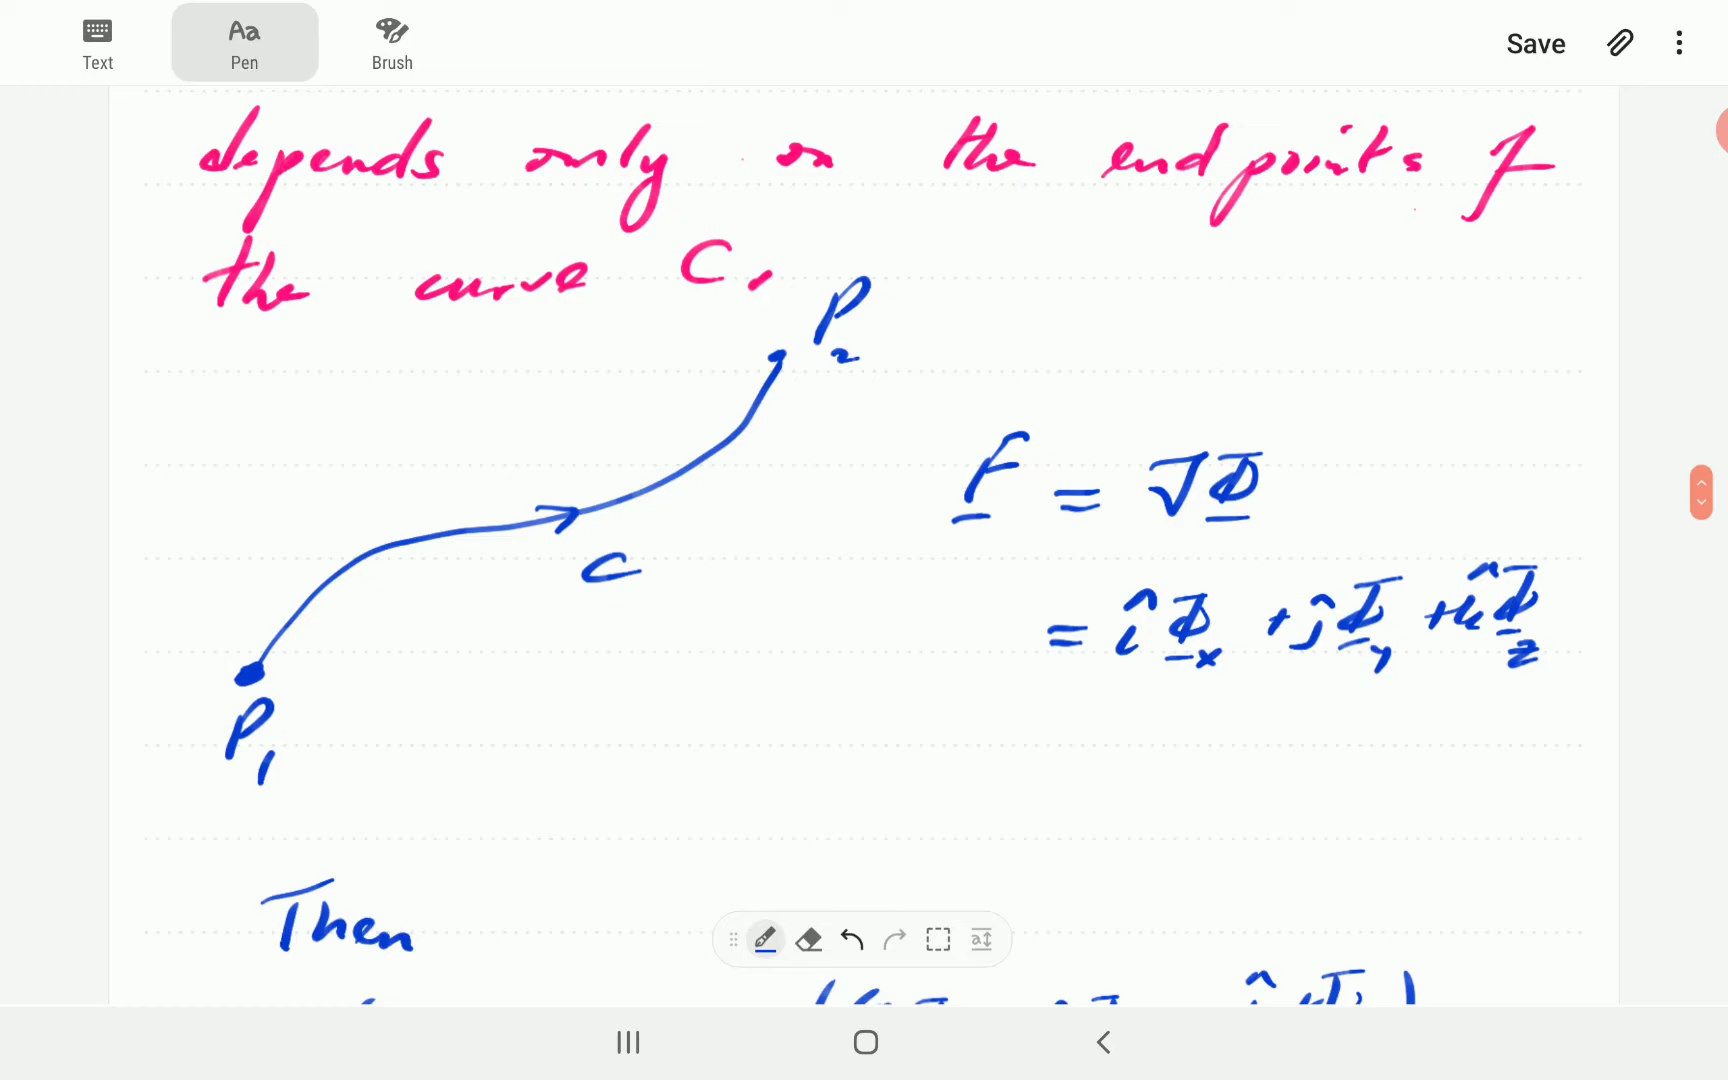 Text Pen Brush Save
depends only on the endpoints of
the curve C.
P₂
F = ∇Φ
C
= î Φx + ĵ Φy + k̂ Φz
P₁
Then